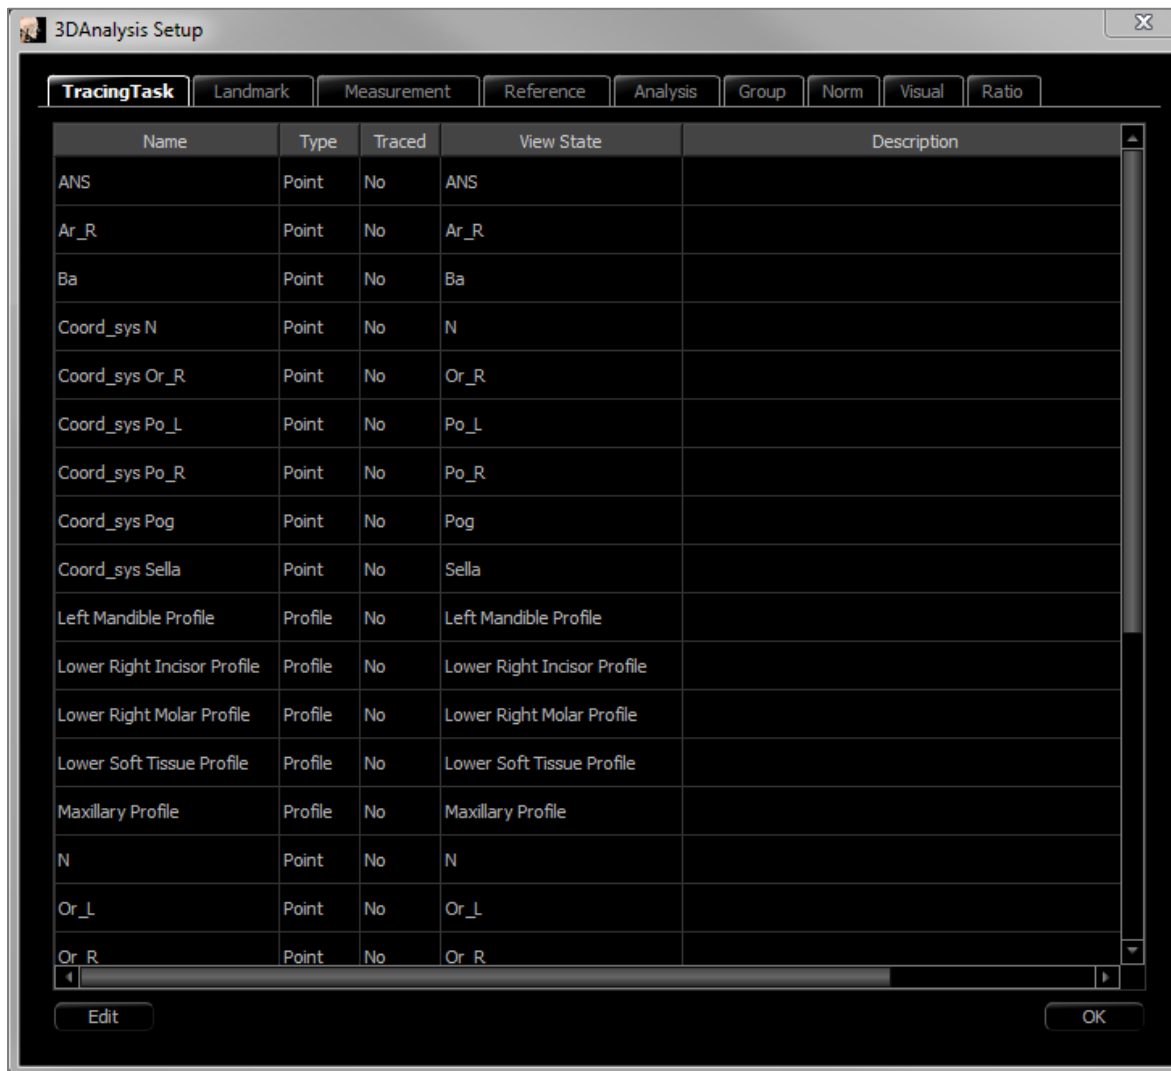 3DAnalysis Setup
TracingTask Landmark Measurement Reference Analysis Group Norm Visual Ratio
Name Type Traced View State Description
ANS Point No ANS
Ar_R Point No Ar_R
Ba Point No Ba
Coord_sys N Point No N
Coord_sys Or_R Point No Or_R
Coord_sys Po_L Point No Po_L
Coord_sys Po_R Point No Po_R
Coord_sys Pog Point No Pog
Coord_sys Sella Point No Sella
Left Mandible Profile Profile No Left Mandible Profile
Lower Right Incisor Profile Profile No Lower Right Incisor Profile
Lower Right Molar Profile Profile No Lower Right Molar Profile
Lower Soft Tissue Profile Profile No Lower Soft Tissue Profile
Maxillary Profile Profile No Maxillary Profile
N Point No N
Or_L Point No Or_L
Or_R Point No Or_R
Edit OK